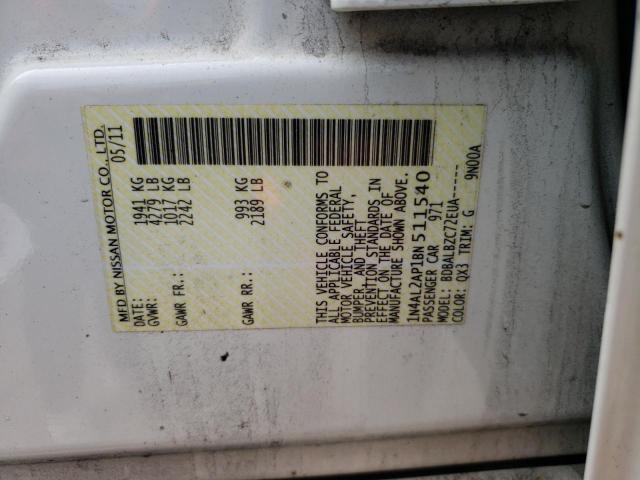 MFD BY NISSAN MOTOR CO., LTD.
DATE: 05/11
GVWR: 1941 KG
4279 LB
GAWR FR.: 1017 KG
2242 LB
GAWR RR.: 993 KG
2189 LB
THIS VEHICLE CONFORMS TO
ALL APPLICABLE FEDERAL
MOTOR VEHICLE SAFETY,
BUMPER, AND THEFT
PREVENTION STANDARDS IN
EFFECT ON THE DATE OF
MANUFACTURE SHOWN ABOVE.
1N4AL2AP1BN511540
PASSENGER CAR 971
MODEL: BDBALBZC72EUA-----
COLOR: QX3 TRIM: G 9N00A